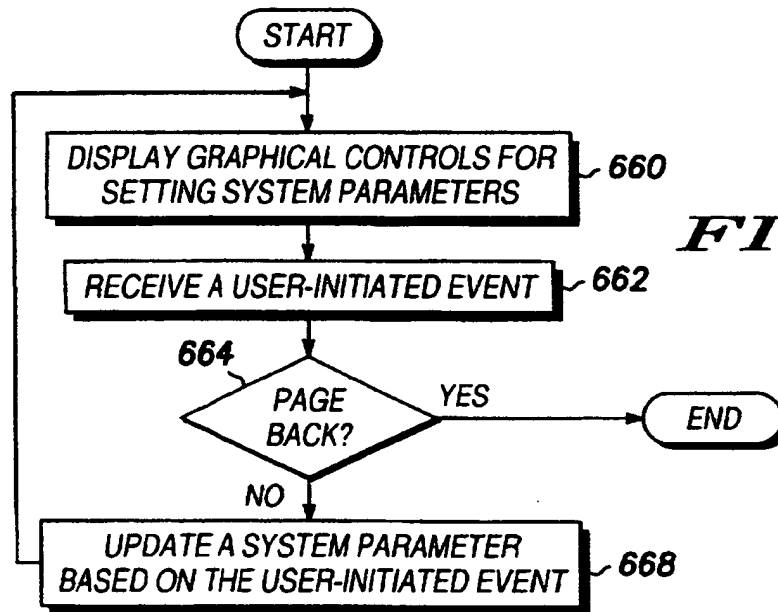 START
DISPLAY GRAPHICAL CONTROLS FOR
SETTING SYSTEM PARAMETERS
660
FI
RECEIVE A USER-INITIATED EVENT
662
664
PAGE
BACK?
YES
END
NO
UPDATE A SYSTEM PARAMETER
BASED ON THE USER-INITIATED EVENT
668